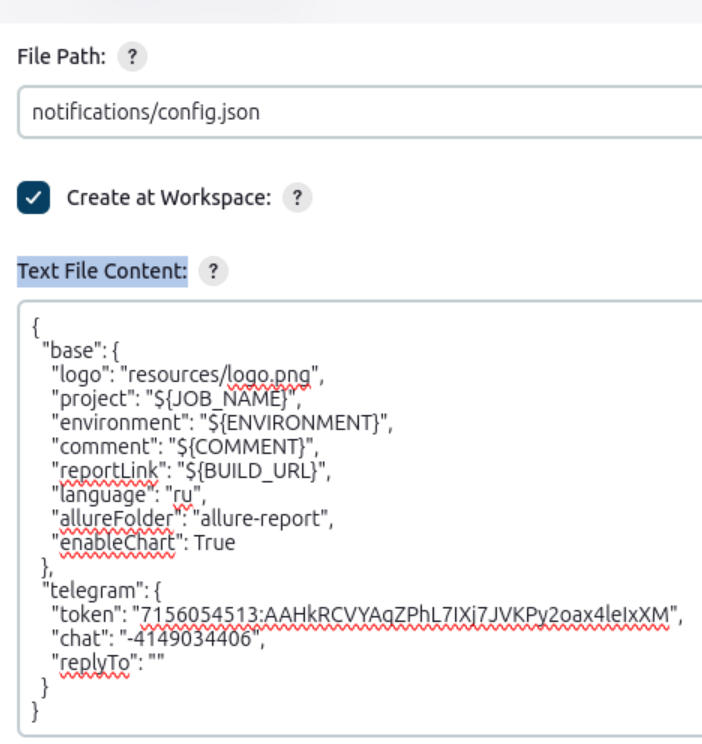 File Path: ?
notifications/config.json
Create at Workspace: ?
Text File Content: ?
{
"base": {
"logo": "resources/logo.png",
"project": "${JOB_NAME}",
"environment": "${ENVIRONMENT}",
"comment": "${COMMENT}",
"reportLink": "${BUILD_URL}",
"language": "ru",
"allureFolder": "allure-report",
"enableChart": True
},
"telegram": {
"token": "7156054513:AAHkRCVYAqZPhL7IXj7JVKPy2oax4leIxXM",
"chat": "-4149034406",
"replyTo": ""
}
}